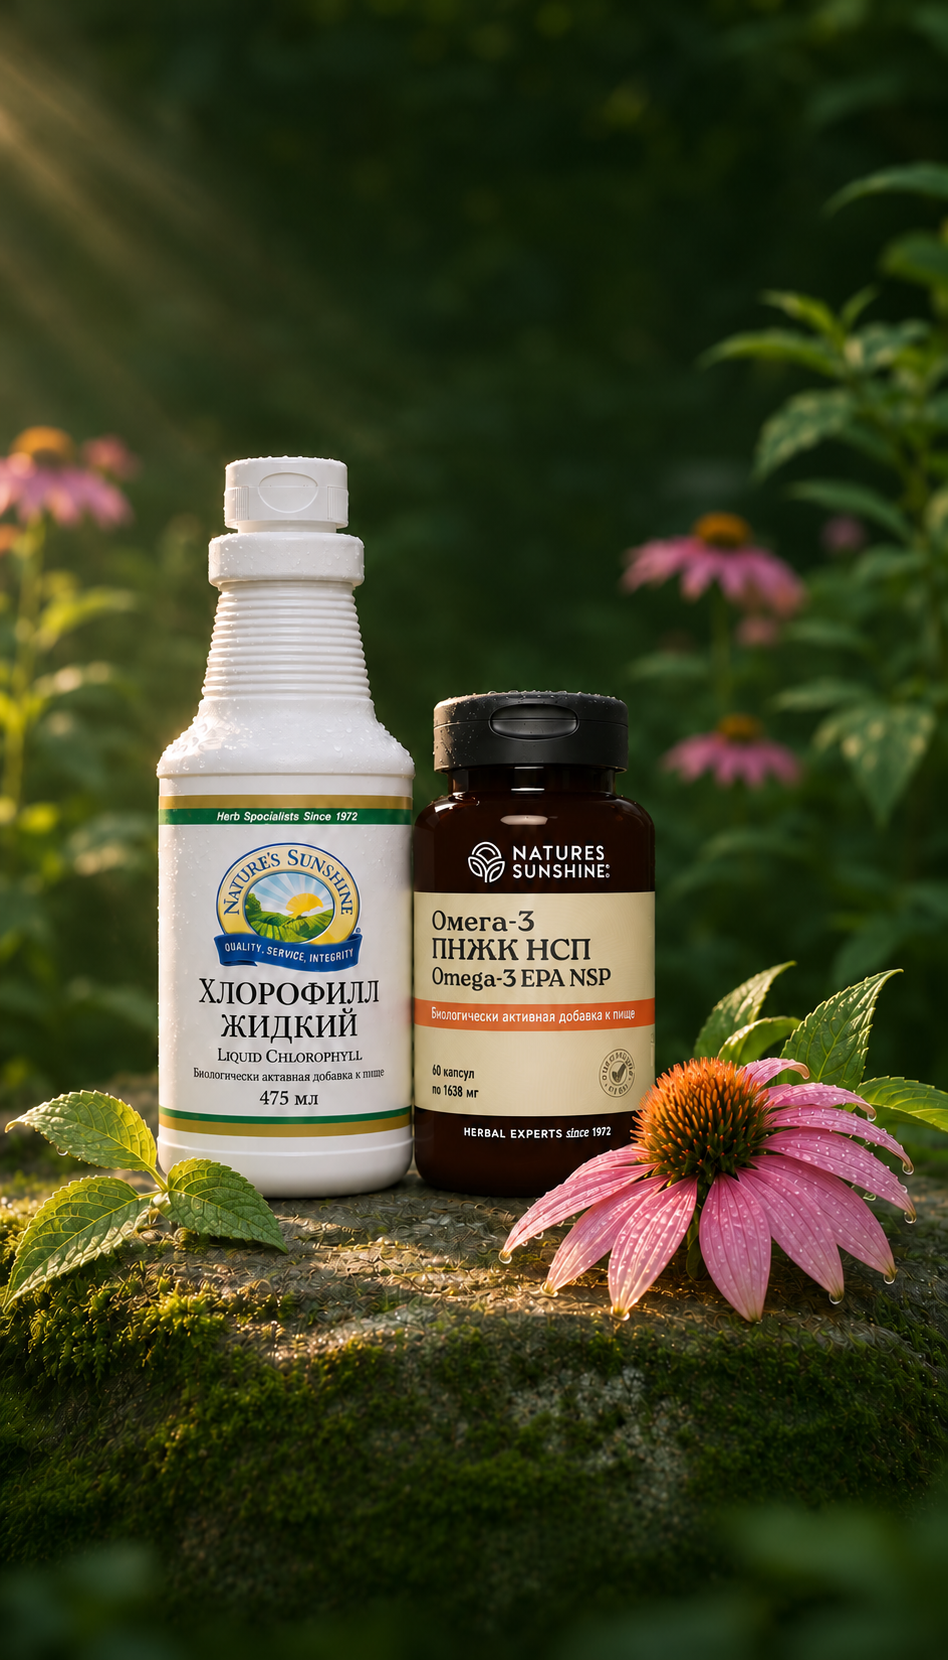 Herb Spocialists Since 1972
NATURE'S SUNSHINE
QUALITY, SERVICE, INTEGRITY
ХЛОРОФИЛЛ
ЖИДКИЙ
LIQUID CHLOROPHYLL
Биологически активная добавка к пище
475 мл
NATURES
SUNSHINE®
Омега-3
ПНЖК НСП
Omega-3 EPA NSP
Биологически активная добавка к пище
60 капсул
по 1638 мг
HERBAL EXPERTS since 1972